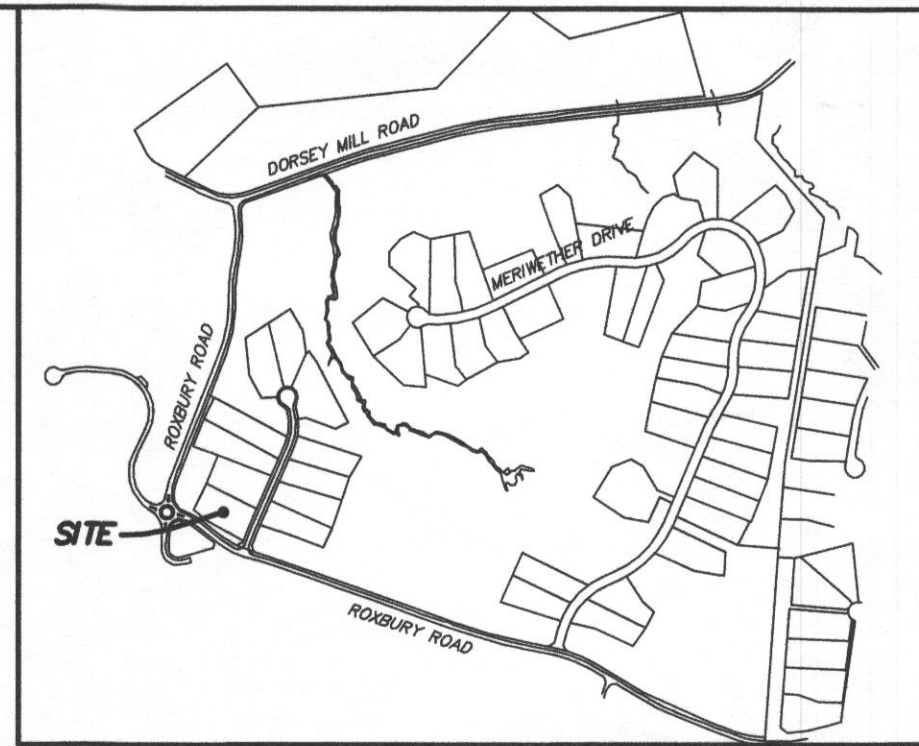 DORSEY MILL ROAD
MERIWETHER DRIVE
ROXBURY ROAD
SITE
ROXBURY ROAD